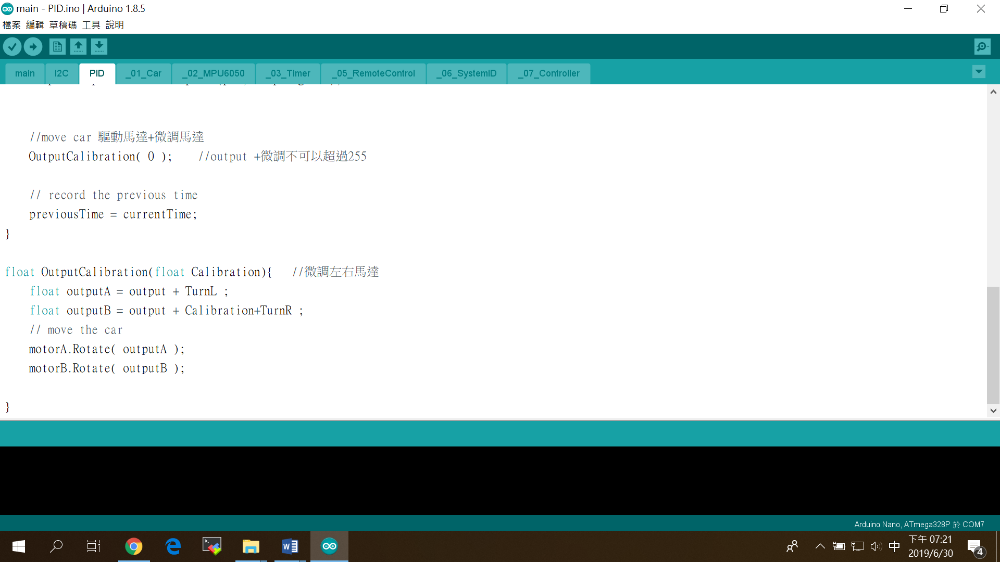 main - PID.ino | Arduino 1.8.5
檔案 編輯 草稿碼 工具 說明
main I2C PID _01_Car _02_MPU6050 _03_Timer _05_RemoteControl _06_SystemID _07_Controller
//move car 驅動馬達+微調馬達
OutputCalibration( 0 ); //output +微調不可以超過255
// record the previous time
previousTime = currentTime;
}
float OutputCalibration(float Calibration){ //微調左右馬達
float outputA = output + TurnL ;
float outputB = output + Calibration+TurnR ;
// move the car
motorA.Rotate( outputA );
motorB.Rotate( outputB );
}
Arduino Nano, ATmega328P 於 COM7
中
下午 07:21
2019/6/30
4